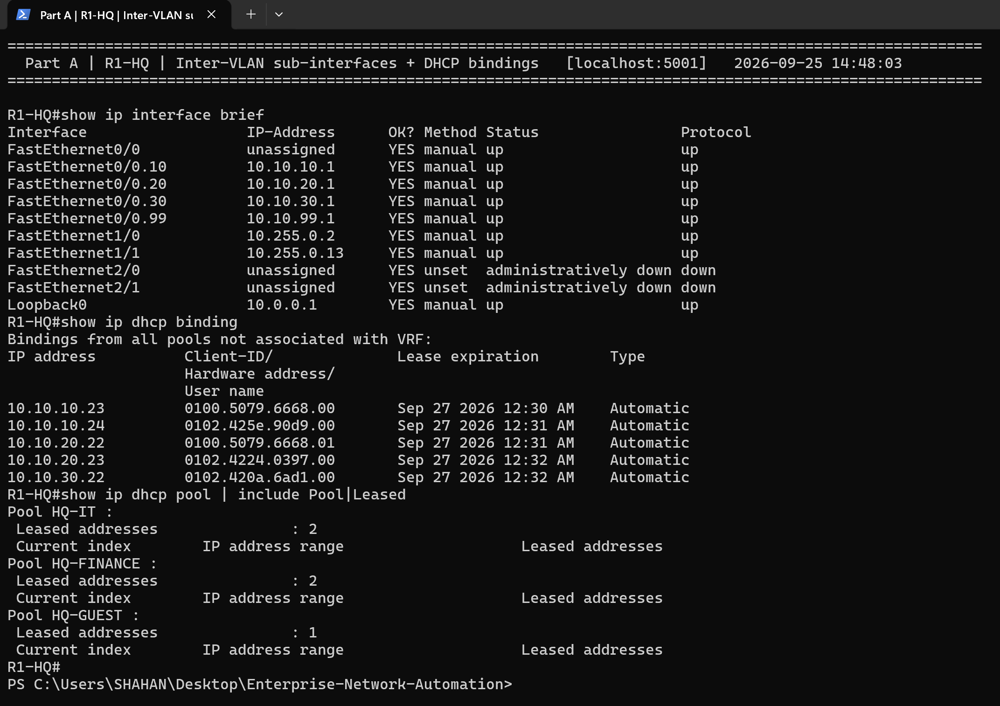 Part A | R1-HQ | Inter-VLAN su
==============================================================================================================
  Part A | R1-HQ | Inter-VLAN sub-interfaces + DHCP bindings   [localhost:5001]   2026-09-25 14:48:03
==============================================================================================================
R1-HQ#show ip interface brief
Interface                  IP-Address      OK? Method Status                Protocol
FastEthernet0/0            unassigned      YES manual up                    up
FastEthernet0/0.10         10.10.10.1      YES manual up                    up
FastEthernet0/0.20         10.10.20.1      YES manual up                    up
FastEthernet0/0.30         10.10.30.1      YES manual up                    up
FastEthernet0/0.99         10.10.99.1      YES manual up                    up
FastEthernet1/0            10.255.0.2      YES manual up                    up
FastEthernet1/1            10.255.0.13     YES manual up                    up
FastEthernet2/0            unassigned      YES unset  administratively down down
FastEthernet2/1            unassigned      YES unset  administratively down down
Loopback0                  10.0.0.1        YES manual up                    up
R1-HQ#show ip dhcp binding
Bindings from all pools not associated with VRF:
IP address          Client-ID/              Lease expiration        Type
                    Hardware address/
                    User name
10.10.10.23         0100.5079.6668.00       Sep 27 2026 12:30 AM    Automatic
10.10.10.24         0102.425e.90d9.00       Sep 27 2026 12:31 AM    Automatic
10.10.20.22         0100.5079.6668.01       Sep 27 2026 12:31 AM    Automatic
10.10.20.23         0102.4224.0397.00       Sep 27 2026 12:32 AM    Automatic
10.10.30.22         0102.420a.6ad1.00       Sep 27 2026 12:32 AM    Automatic
R1-HQ#show ip dhcp pool | include Pool|Leased
Pool HQ-IT :
 Leased addresses               : 2
 Current index        IP address range                    Leased addresses
Pool HQ-FINANCE :
 Leased addresses               : 2
 Current index        IP address range                    Leased addresses
Pool HQ-GUEST :
 Leased addresses               : 1
 Current index        IP address range                    Leased addresses
R1-HQ#
PS C:\Users\SHAHAN\Desktop\Enterprise-Network-Automation>